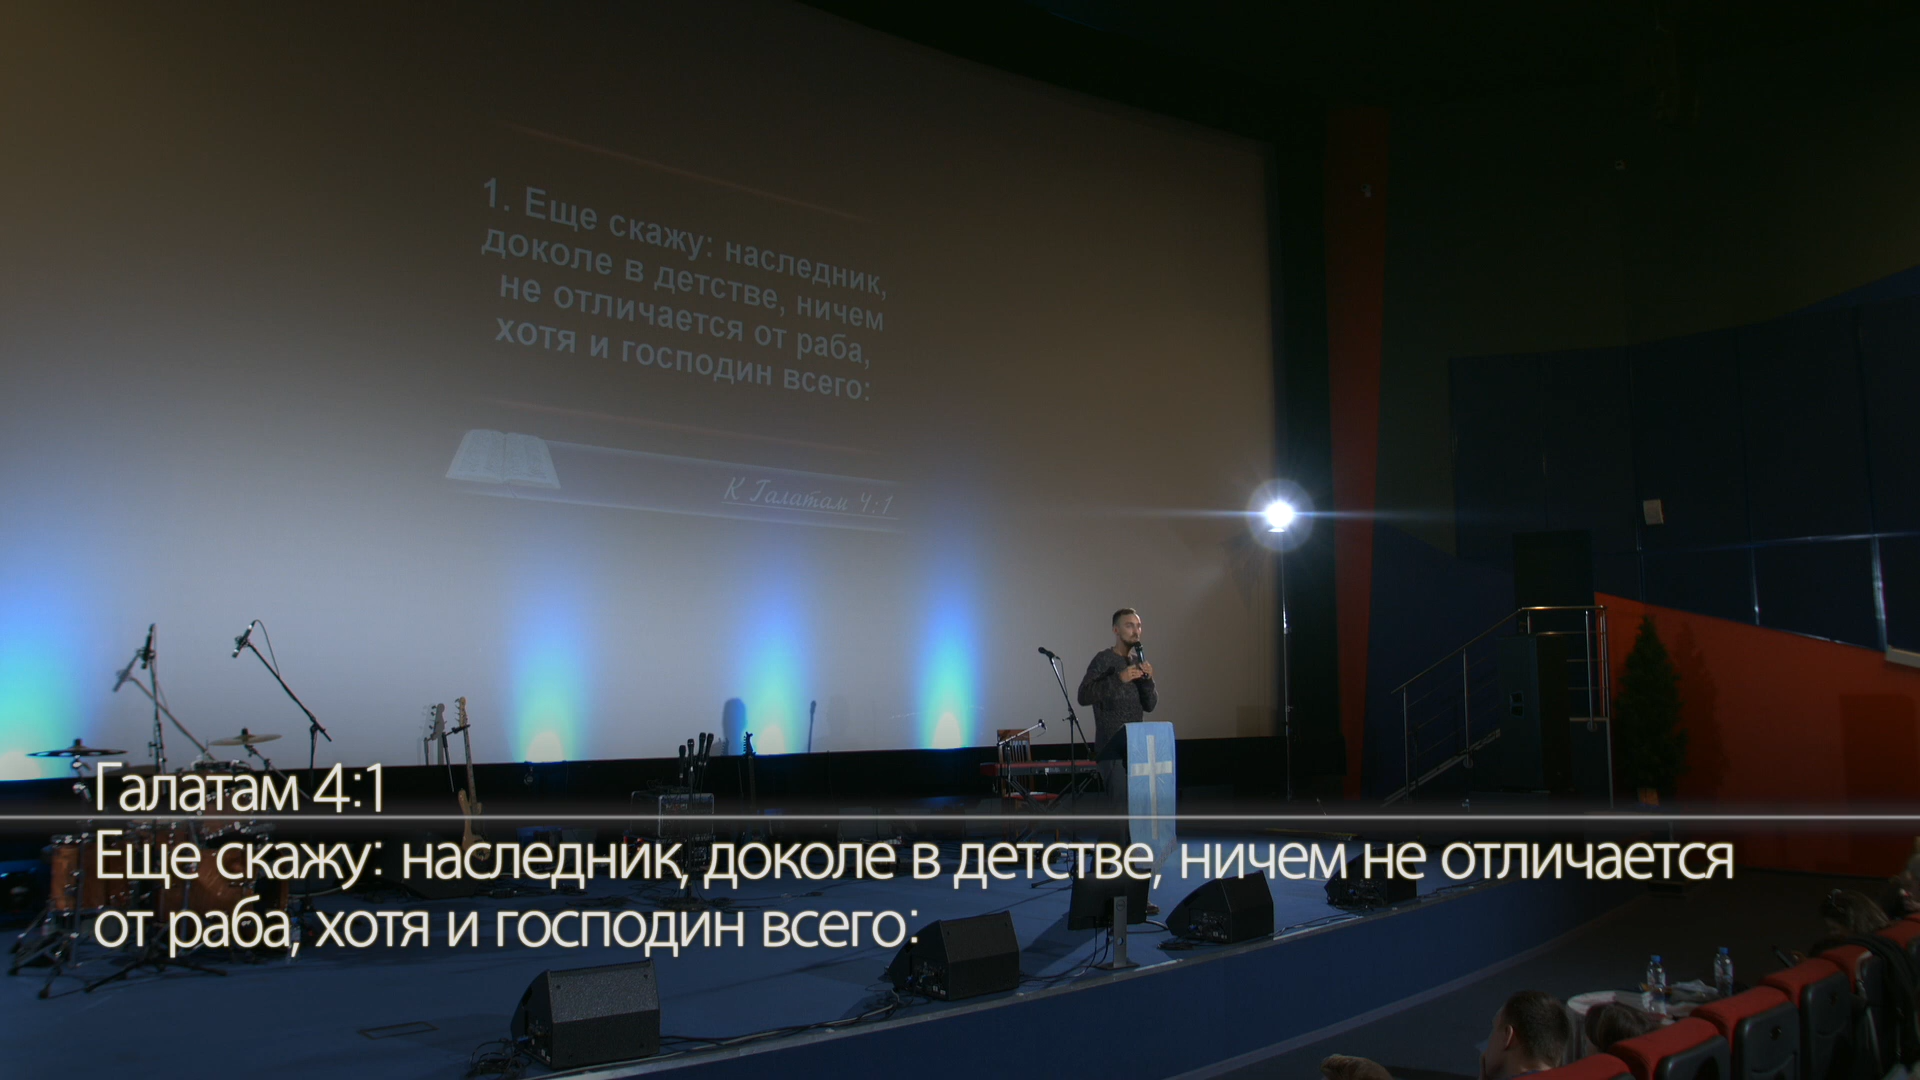 1. Еще скажу: наследник,
доколе в детстве, ничем
не отличается от раба,
хотя и господин всего:
К Галатам 4:1
Галатам 4:1
Еще скажу: наследник, доколе в детстве, ничем не отличается
от раба, хотя и господин всего: